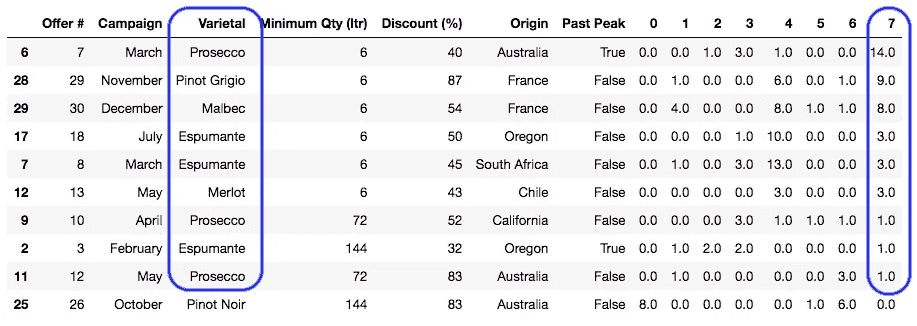 Offer # Campaign Varietal Minimum Qty (ltr) Discount (%) Origin Past Peak 0 1 2 3 4 5 6 7
6 7 March Prosecco 6 40 Australia True 0.0 0.0 1.0 3.0 1.0 0.0 0.0 14.0
28 29 November Pinot Grigio 6 87 France False 0.0 1.0 0.0 0.0 6.0 0.0 1.0 9.0
29 30 December Malbec 6 54 France False 0.0 4.0 0.0 0.0 8.0 1.0 1.0 8.0
17 18 July Espumante 6 50 Oregon False 0.0 0.0 0.0 1.0 10.0 0.0 0.0 3.0
7 8 March Espumante 6 45 South Africa False 0.0 1.0 0.0 3.0 13.0 0.0 0.0 3.0
12 13 May Merlot 6 43 Chile False 0.0 0.0 0.0 0.0 3.0 0.0 0.0 3.0
9 10 April Prosecco 72 52 California False 0.0 0.0 0.0 3.0 1.0 1.0 1.0 1.0
2 3 February Espumante 144 32 Oregon True 0.0 1.0 2.0 2.0 0.0 0.0 0.0 1.0
11 12 May Prosecco 72 83 Australia False 0.0 1.0 0.0 0.0 0.0 0.0 3.0 1.0
25 26 October Pinot Noir 144 83 Australia False 8.0 0.0 0.0 0.0 0.0 1.0 6.0 0.0